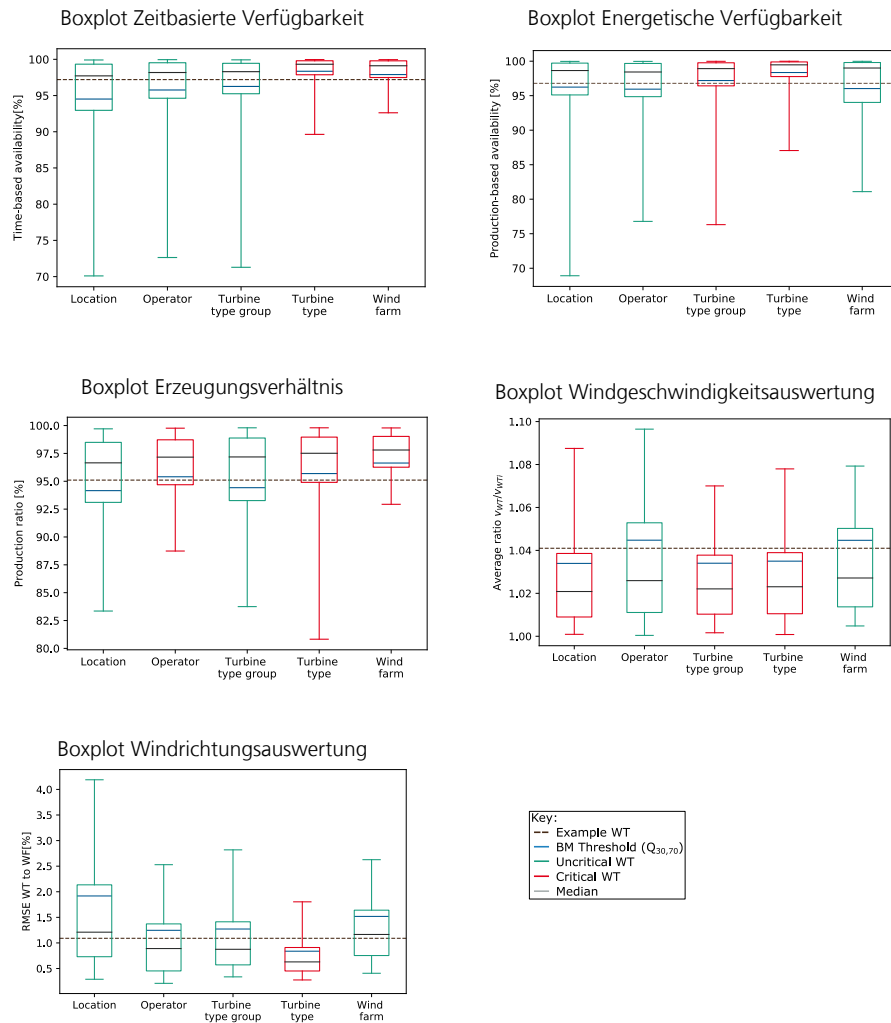 Boxplot Zeitbasierte Verfügbarkeit
Time-based availability[%]
100
95
90
85
80
75
70
Location
Operator
Turbine
type group
Turbine
type
Wind
farm
Boxplot Energetische Verfügbarkeit
Production-based availability[%]
100
95
90
85
80
75
70
Location
Operator
Turbine
type group
Turbine
type
Wind
farm
Boxplot Erzeugungsverhältnis
Production ratio [%]
100.0
97.5
95.0
92.5
90.0
87.5
85.0
82.5
80.0
Location
Operator
Turbine
type group
Turbine
type
Wind
farm
Boxplot Windgeschwindigkeitsauswertung
Average ratio vWT/vWTi
1.10
1.08
1.06
1.04
1.02
1.00
Location
Operator
Turbine
type group
Turbine
type
Wind
farm
Boxplot Windrichtungsauswertung
RMSE WT to WF[%]
4.0
3.5
3.0
2.5
2.0
1.5
1.0
0.5
Location
Operator
Turbine
type group
Turbine
type
Wind
farm
Key:
Example WT
BM Threshold (Q30,70)
Uncritical WT
Critical WT
Median